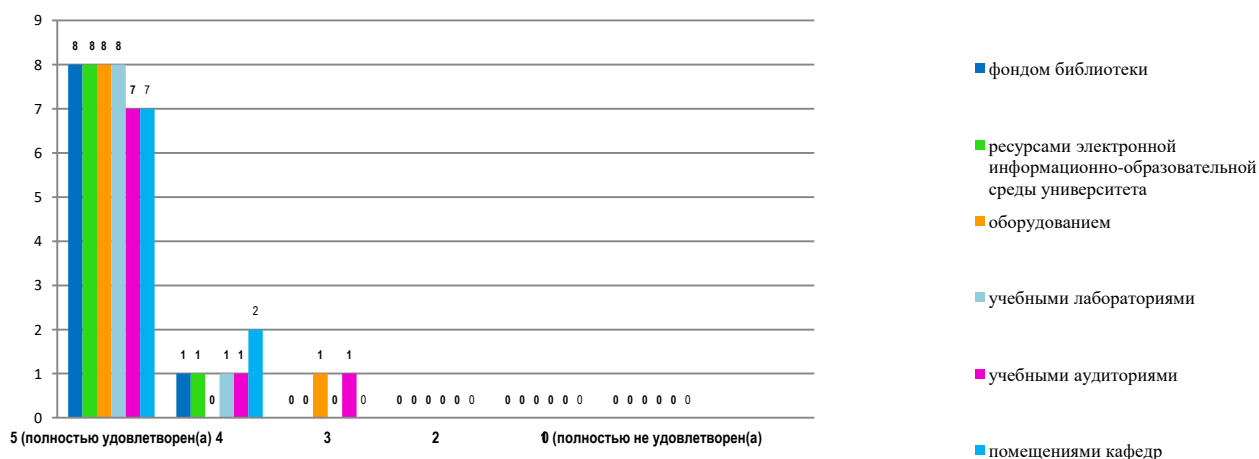 9
8
7
6
5
4
3
2
1
0
8 8 8 8 7 7
1 1 0 1 1 2
0 0 1 0 1 0
0 0 0 0 0 0
0 0 0 0 0 0
0 0 0 0 0 0
5 (полностью удовлетворен(а) 4 3 2 1 0 (полностью не удовлетворен(а)
фондом библиотеки
ресурсами электронной
информационно-образовательной
среды университета
оборудованием
учебными лабораториями
учебными аудиториями
помещениями кафедр